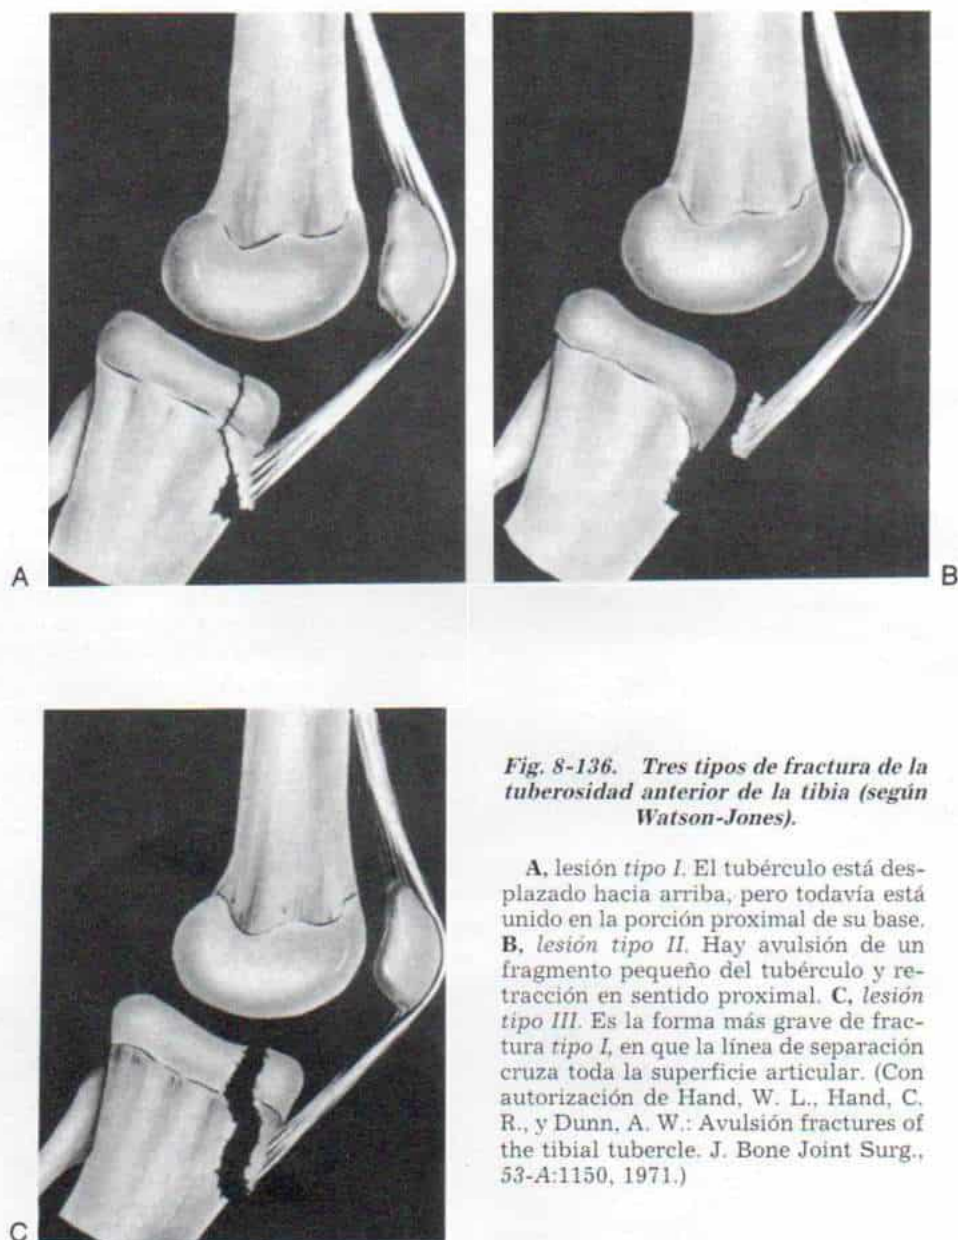 A
B
C
Fig. 8-136. Tres tipos de fractura de la
tuberosidad anterior de la tibia (según
Watson-Jones).
A, lesión tipo I. El tubérculo está des-
plazado hacia arriba, pero todavía está
unido en la porción proximal de su base.
B, lesión tipo II. Hay avulsión de un
fragmento pequeño del tubérculo y re-
tracción en sentido proximal. C, lesión
tipo III. Es la forma más grave de frac-
tura tipo I, en que la línea de separación
cruza toda la superficie articular. (Con
autorización de Hand, W. L., Hand, C.
R., y Dunn, A. W.: Avulsión fractures of
the tibial tubercle. J. Bone Joint Surg.,
53-A:1150, 1971.)